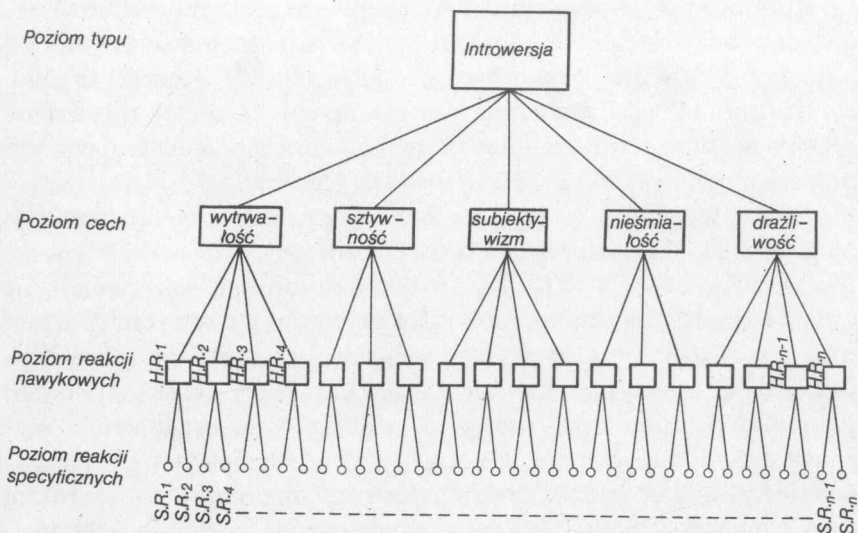 Poziom typu
Introwersja
Poziom cech
wytrwa-
łość
sztyw-
ność
subiekty-
wizm
nieśmia-
łość
drażli-
wość
Poziom reakcji
nawykowych
H.R.1
H.R.2
H.R.3
H.R.4
H.R.n-1
H.R.n
Poziom reakcji
specyficznych
S.R.1
S.R.2
S.R.3
S.R.4
S.R.n-1
S.R.n